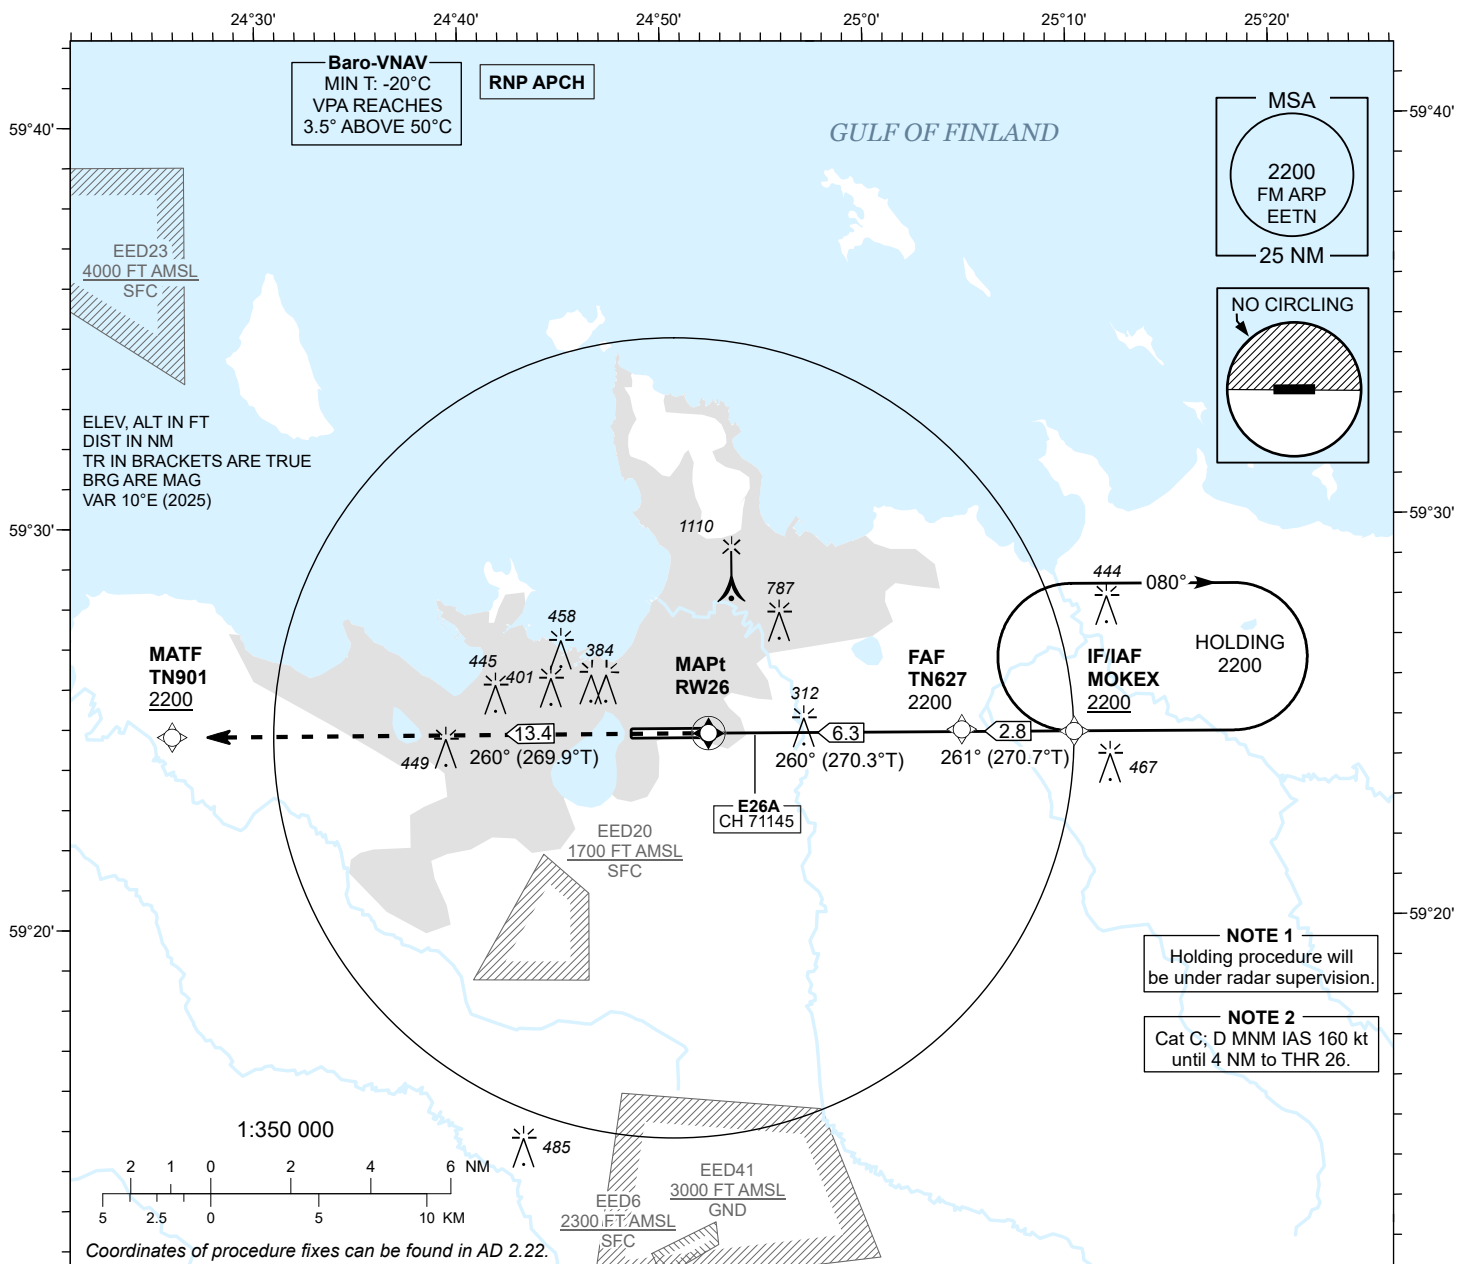 24°30'
24°40'
24°50'
25°0'
25°10'
25°20'
59°40'
59°30'
59°20'
59°40'
59°30'
59°20'
Baro-VNAV
MIN T: -20°C
VPA REACHES
3.5° ABOVE 50°C
RNP APCH
GULF OF FINLAND
MSA
2200
FM ARP
EETN
25 NM
NO CIRCLING
EED23
4000 FT AMSL
SFC
ELEV, ALT IN FT
DIST IN NM
TR IN BRACKETS ARE TRUE
BRG ARE MAG
VAR 10°E (2025)
1110
787
458
445
401
384
449
312
444
467
485
080°
HOLDING
2200
MATF
TN901
2200
MAPt
RW26
FAF
TN627
2200
IF/IAF
MOKEX
2200
13.4
260° (269.9°T)
6.3
260° (270.3°T)
2.8
261° (270.7°T)
E26A
CH 71145
EED20
1700 FT AMSL
SFC
NOTE 1
Holding procedure will
be under radar supervision.
NOTE 2
Cat C; D MNM IAS 160 kt
until 4 NM to THR 26.
EED41
3000 FT AMSL
GND
EED6
2300 FT AMSL
SFC
1:350 000
2 1 0 2 4 6 NM
5 2.5 0 5 10 KM
Coordinates of procedure fixes can be found in AD 2.22.